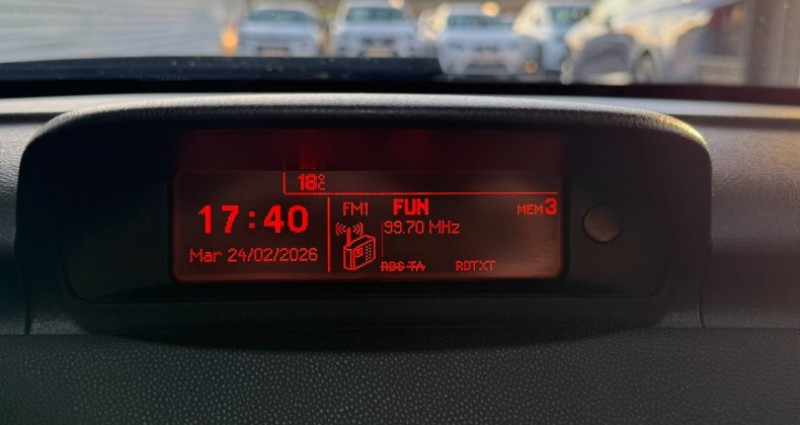 18°C
17:40
Mar 24/02/2026
FM1 FUN MEM3
99.70 MHz
RDS TA RDTXT